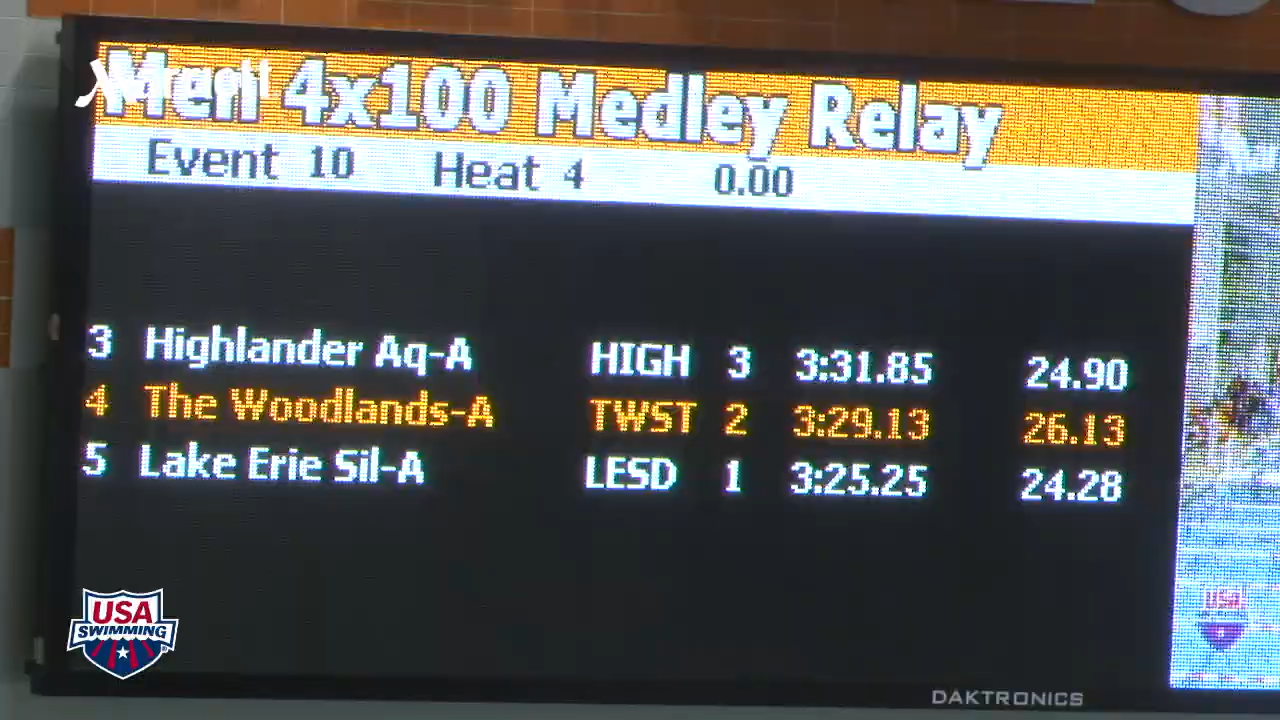 Men 4x100 Medley Relay
Event 10 Heat 4 0.00
3 Highlander Aq-A HIGH 3 3:31.85 24.90
4 The Woodlands-A TWST 2 3:29.13 26.13
5 Lake Erie Sil-A LESD 1 3:25.25 24.28
USA
SWIMMING
USA
DAKTRONICS